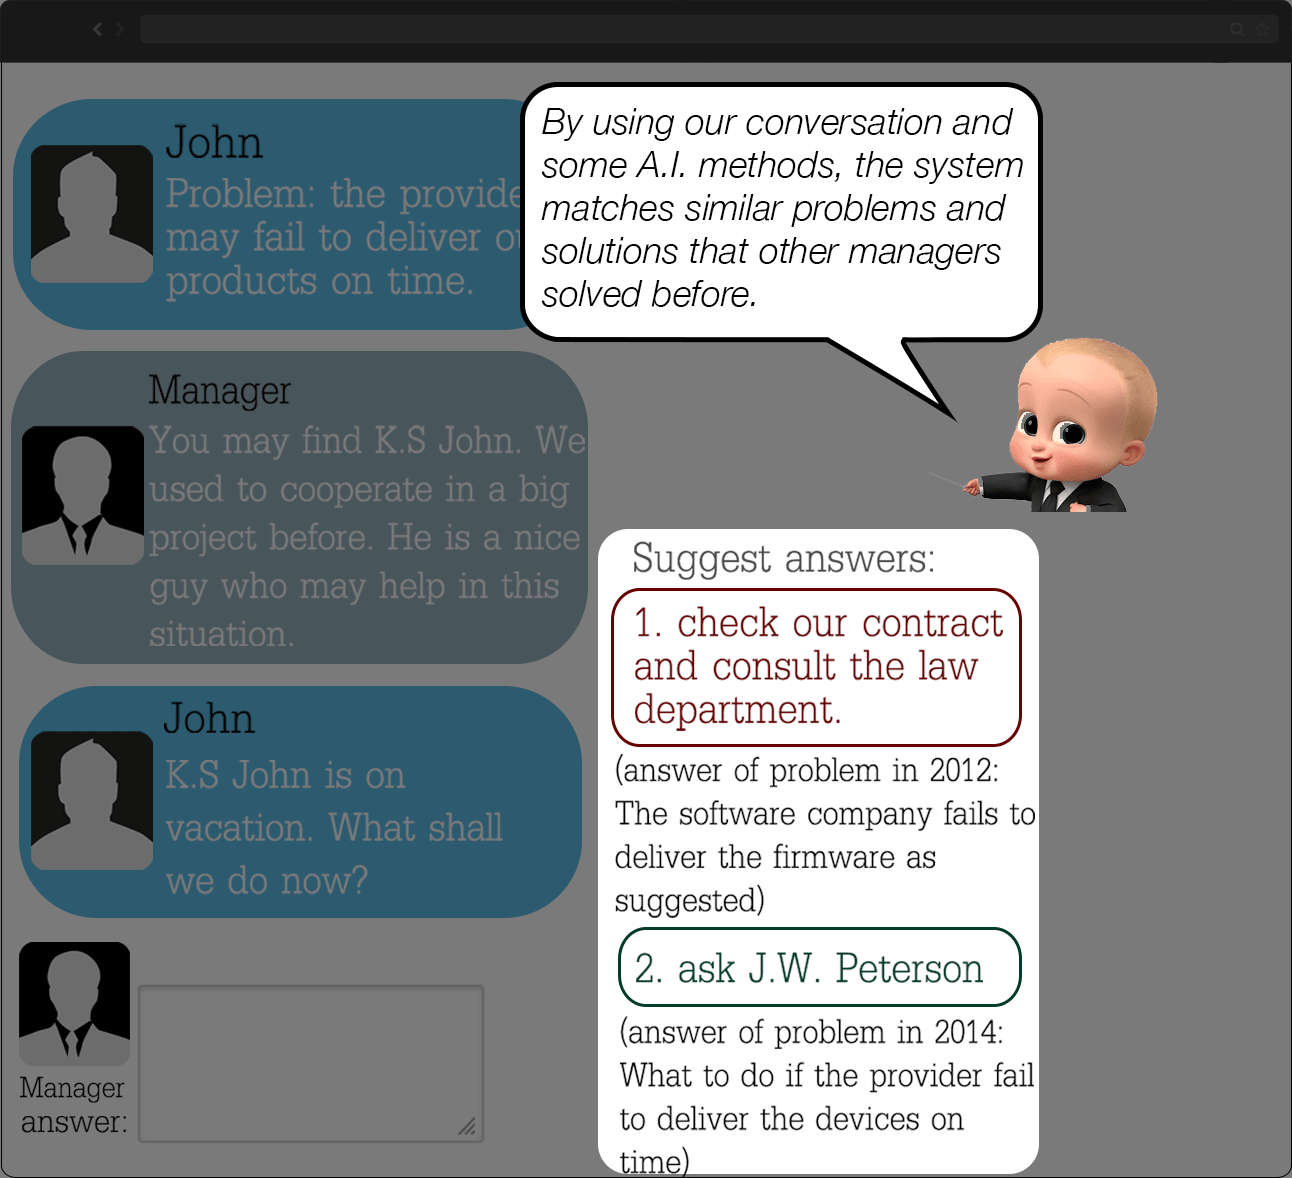 John
Problem: the provide
may fail to deliver
products on time.
By using our conversation and
some A.I. methods, the system
matches similar problems and
solutions that other managers
solved before.
Manager
You may find K.S John. We
used to cooperate in a big
project before. He is a nice
guy who may help in this
situation.
John
K.S John is on
vacation. What shall
we do now?
Manager
answer:
Suggest answers:
1. check our contract
and consult the law
department.
(answer of problem in 2012:
The software company fails to
deliver the firmware as
suggested)
2. ask J.W. Peterson
(answer of problem in 2014:
What to do if the provider fail
to deliver the devices on
time)